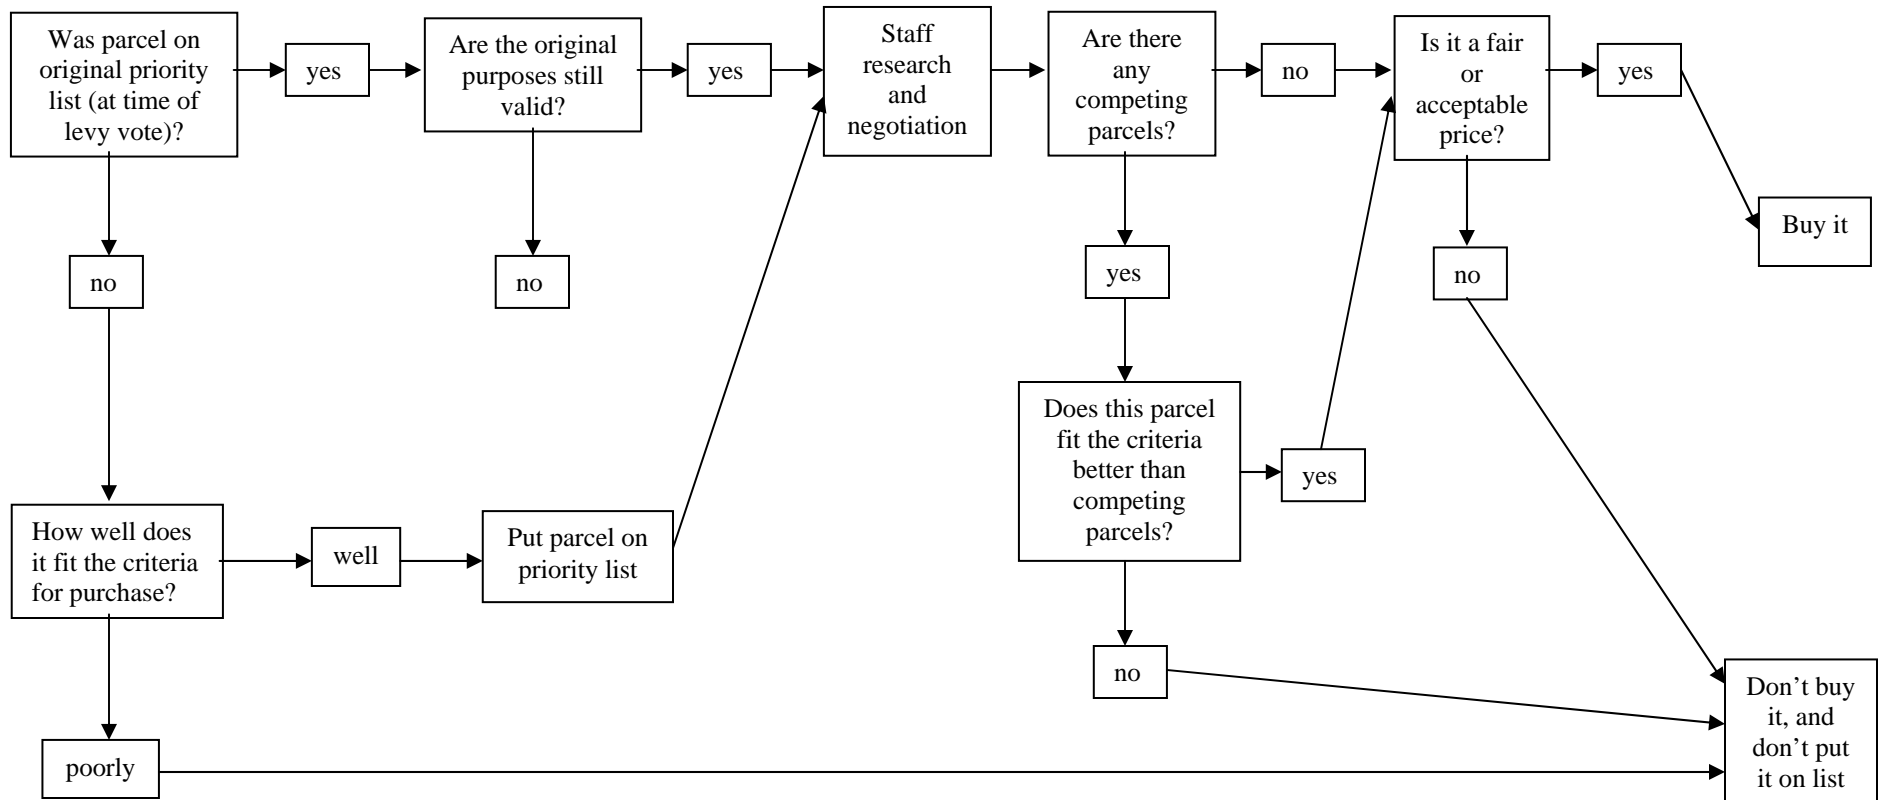 Was parcel on
original priority
list (at time of
levy vote)?
yes
Are the original
purposes still
valid?
yes
Staff
research
and
negotiation
Are there
any
competing
parcels?
no
Is it a fair
or
acceptable
price?
yes
Buy it
no
no
yes
no
Does this parcel
fit the criteria
better than
competing
parcels?
yes
How well does
it fit the criteria
for purchase?
well
Put parcel on
priority list
no
poorly
Don’t buy
it, and
don’t put
it on list